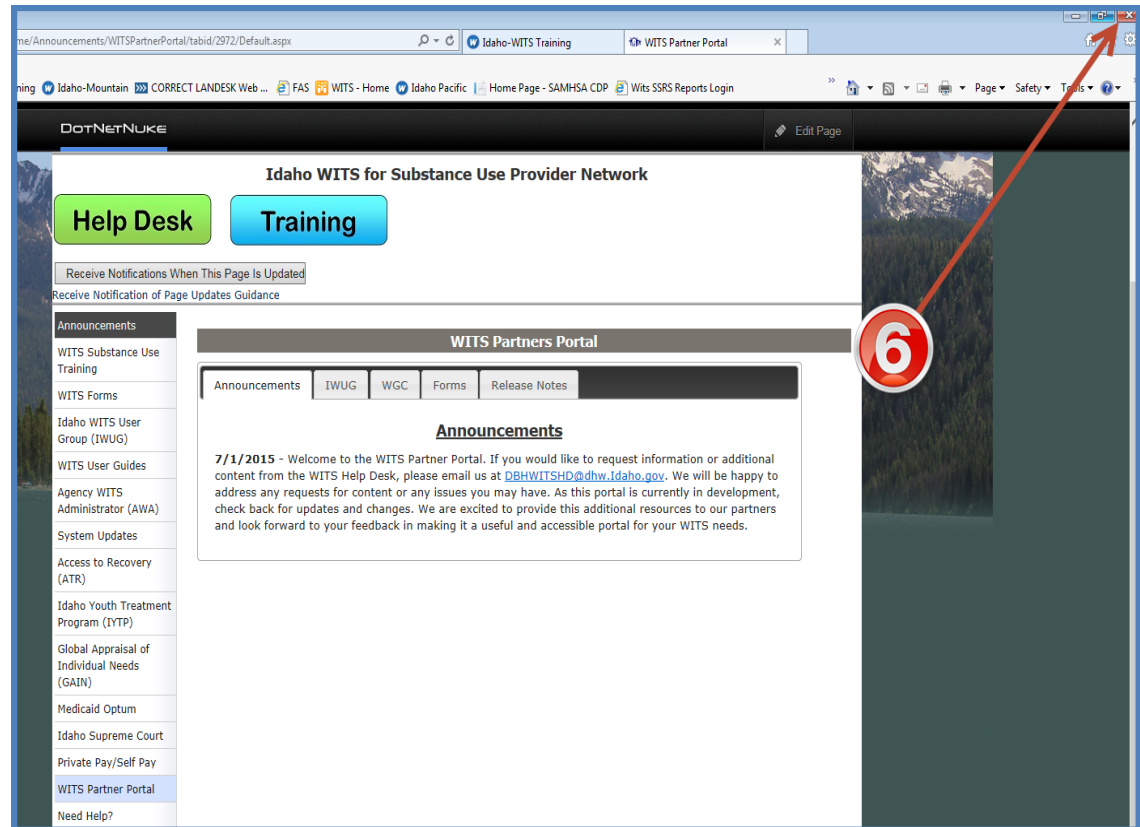 me/Announcements/WITSPartnerPortal/tabid/2972/Default.aspx
Idaho-WITS Training
WITS Partner Portal
ning Idaho-Mountain CORRECT LANDESK Web ... FAS WITS - Home Idaho Pacific Home Page - SAMHSA CDP Wits SSRS Reports Login
Page Safety Tools
DOTNETNUKE
Edit Page
Idaho WITS for Substance Use Provider Network
Help Desk
Training
Receive Notifications When This Page Is Updated
Receive Notification of Page Updates Guidance
Announcements
WITS Substance Use
Training
WITS Forms
Idaho WITS User
Group (IWUG)
WITS User Guides
Agency WITS
Administrator (AWA)
System Updates
Access to Recovery
(ATR)
Idaho Youth Treatment
Program (IYTP)
Global Appraisal of
Individual Needs
(GAIN)
Medicaid Optum
Idaho Supreme Court
Private Pay/Self Pay
WITS Partner Portal
Need Help?
WITS Partners Portal
6
Announcements IWUG WGC Forms Release Notes
Announcements
7/1/2015 - Welcome to the WITS Partner Portal. If you would like to request information or additional
content from the WITS Help Desk, please email us at DBHWITSHD@dhw.Idaho.gov. We will be happy to
address any requests for content or any issues you may have. As this portal is currently in development,
check back for updates and changes. We are excited to provide this additional resources to our partners
and look forward to your feedback in making it a useful and accessible portal for your WITS needs.